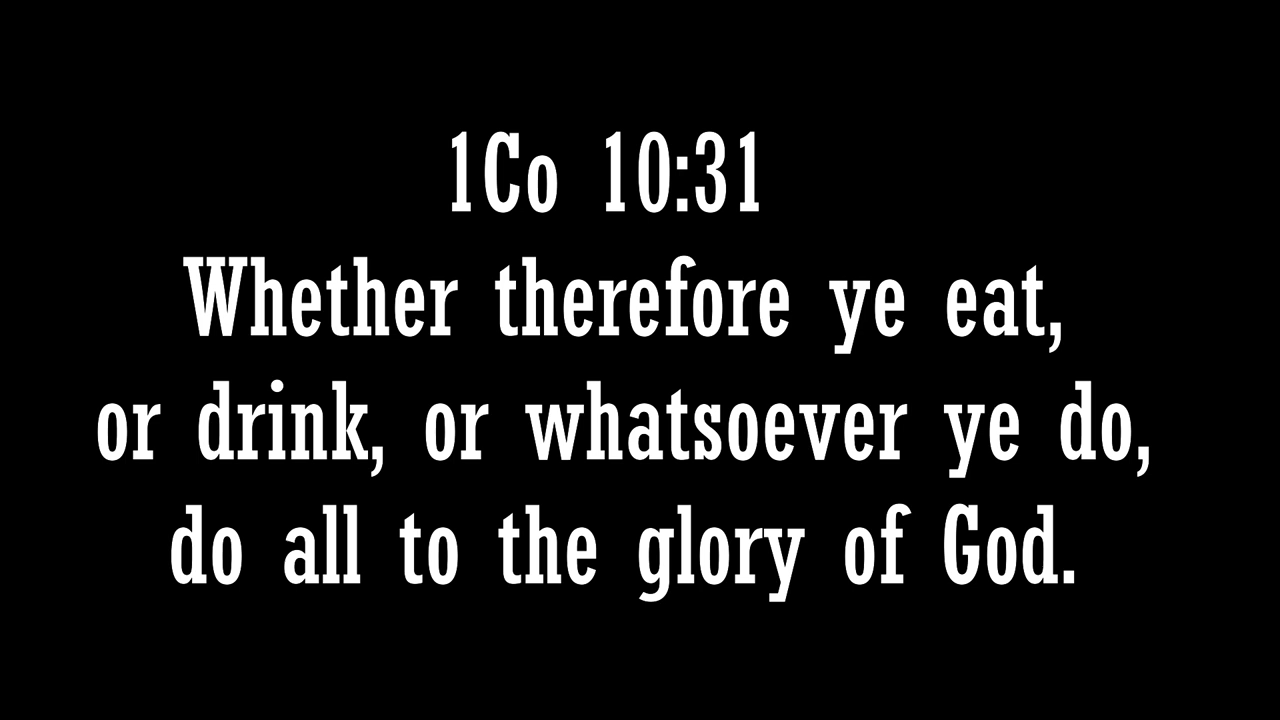 1Co 10:31
Whether therefore ye eat,
or drink, or whatsoever ye do,
do all to the glory of God.